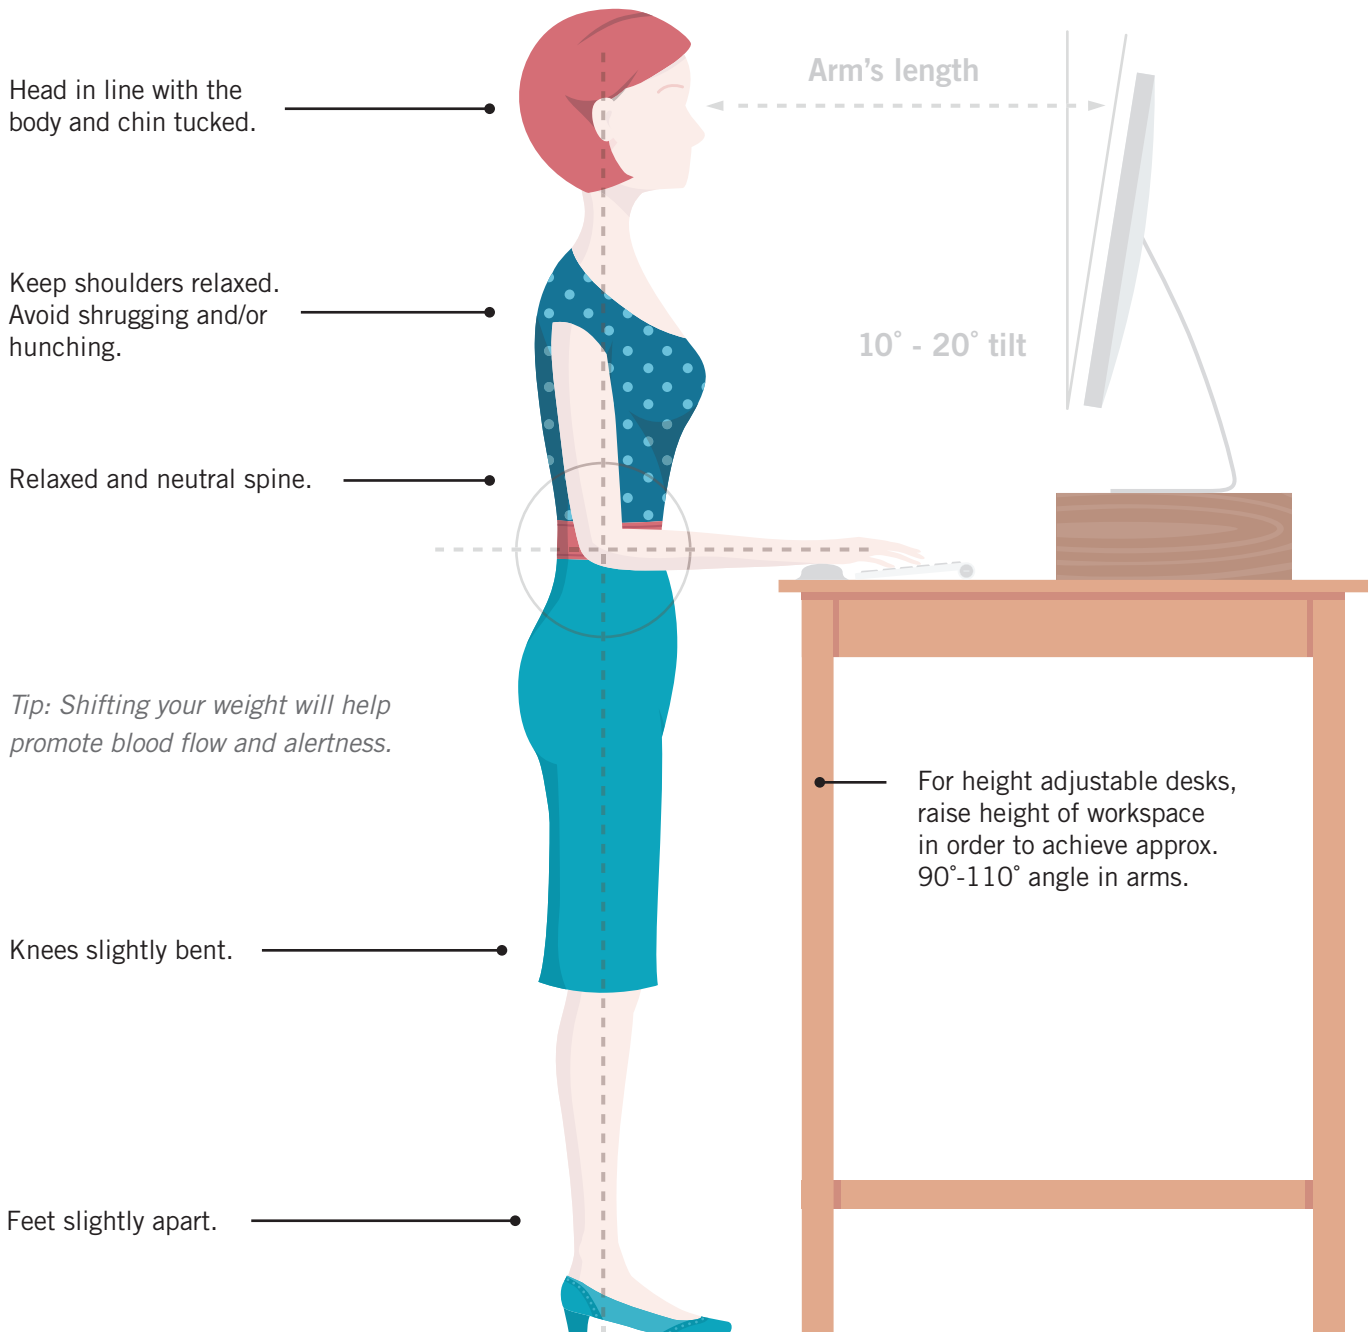 Arm's length
Head in line with the
body and chin tucked.
Keep shoulders relaxed.
Avoid shrugging and/or
hunching.
10˚ - 20˚ tilt
Relaxed and neutral spine.
Tip: Shifting your weight will help
promote blood flow and alertness.
For height adjustable desks,
raise height of workspace
in order to achieve approx.
90˚-110˚ angle in arms.
Knees slightly bent.
Feet slightly apart.